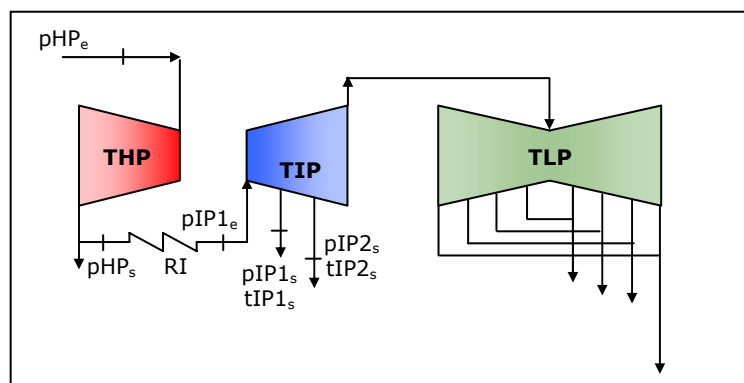 pHPₑ
THP
TIP
TLP
pIP1ₑ
pHPₛ
RI
pIP1ₛ
tIP1ₛ
pIP2ₛ
tIP2ₛ